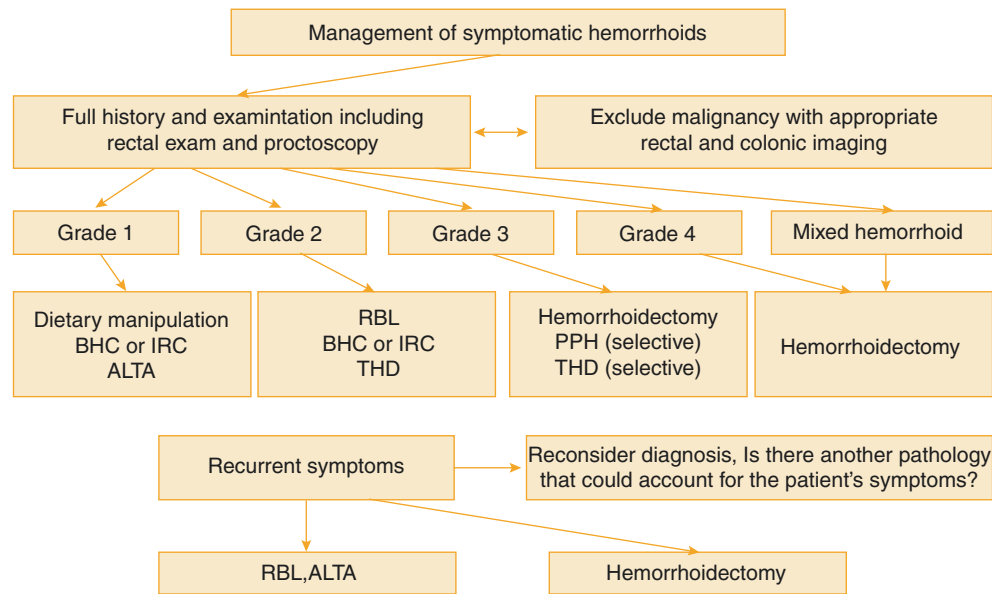 Management of symptomatic hemorrhoids
Full history and examintation including
rectal exam and proctoscopy
Exclude malignancy with appropriate
rectal and colonic imaging
Grade 1
Grade 2
Grade 3
Grade 4
Mixed hemorrhoid
Dietary manipulation
BHC or IRC
ALTA
RBL
BHC or IRC
THD
Hemorrhoidectomy
PPH (selective)
THD (selective)
Hemorrhoidectomy
Recurrent symptoms
Reconsider diagnosis, Is there another pathology
that could account for the patient's symptoms?
RBL,ALTA
Hemorrhoidectomy